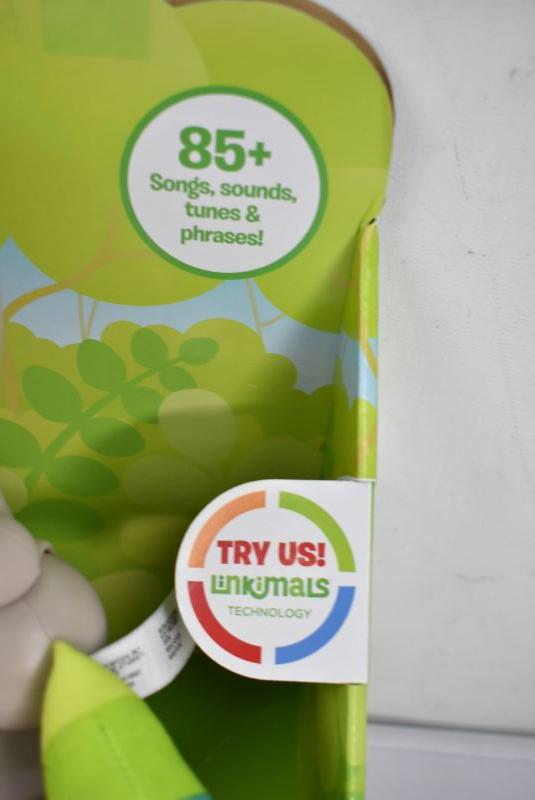 85+
Songs, sounds,
tunes &
phrases!
TRY US!
Linkimals
TECHNOLOGY